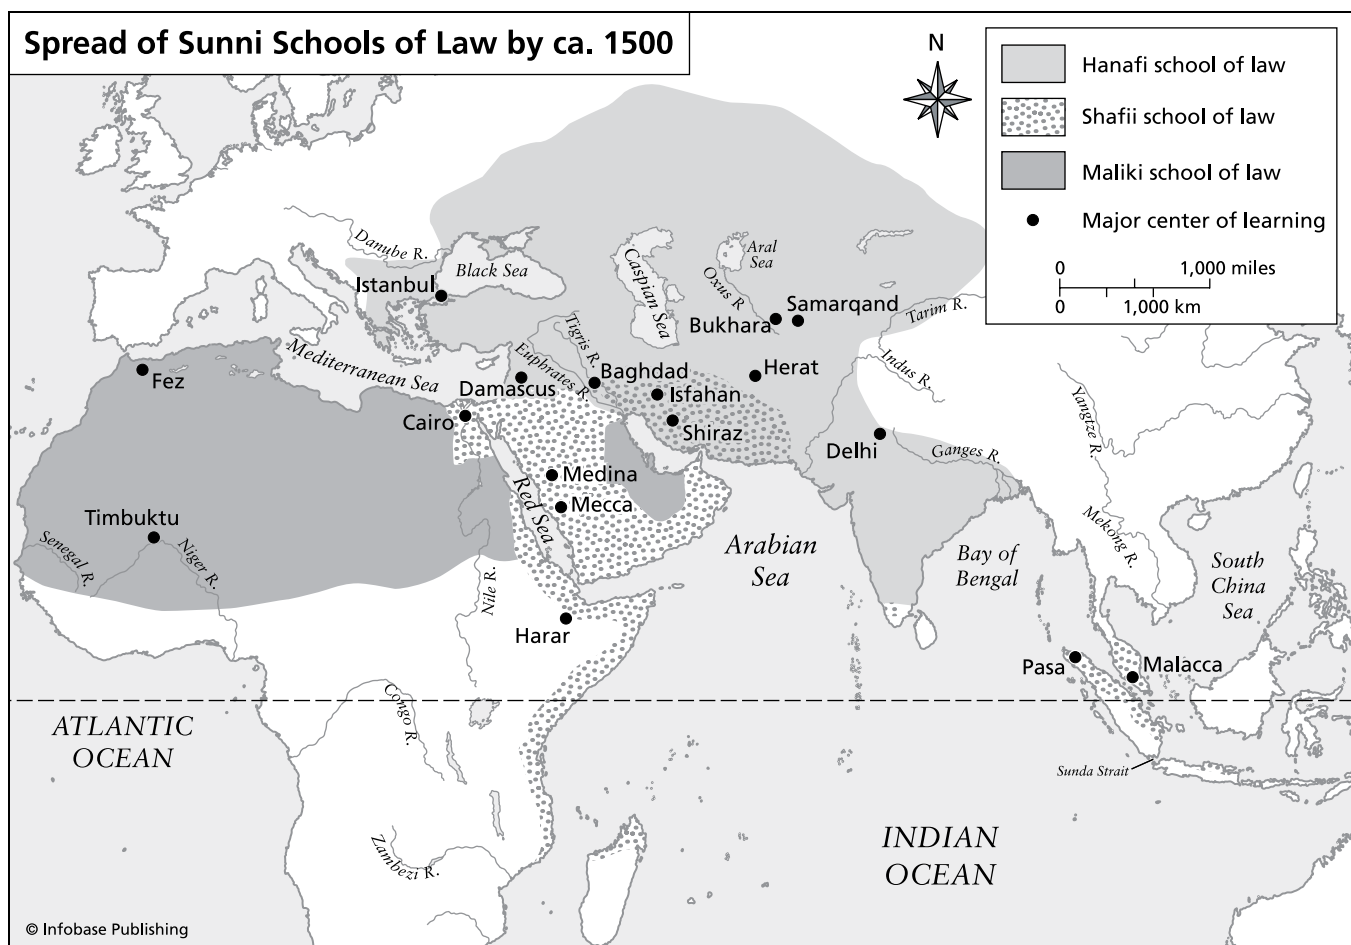 Spread of Sunni Schools of Law by ca. 1500
N
Hanafi school of law
Shafii school of law
Maliki school of law
Major center of learning
0 1,000 miles
0 1,000 km
Danube R.
Black Sea
Istanbul
Caspian Sea
Aral
Sea
Oxus R
Samarqand
Bukhara
Tarim R.
Mediterranean Sea
Tigris R.
Euphrates R.
Fez
Damascus
Baghdad
Isfahan
Herat
Indus R.
Yangtze R.
Cairo
Shiraz
Delhi
Ganges R.
Medina
Mecca
Red Sea
Timbuktu
Senegal R.
Niger R.
Nile R.
Arabian
Sea
Bay of
Bengal
Mekong R.
South
China
Sea
Harar
Pasa
Malacca
Congo R.
ATLANTIC
OCEAN
Sunda Strait
Zambezi R.
INDIAN
OCEAN
© Infobase Publishing